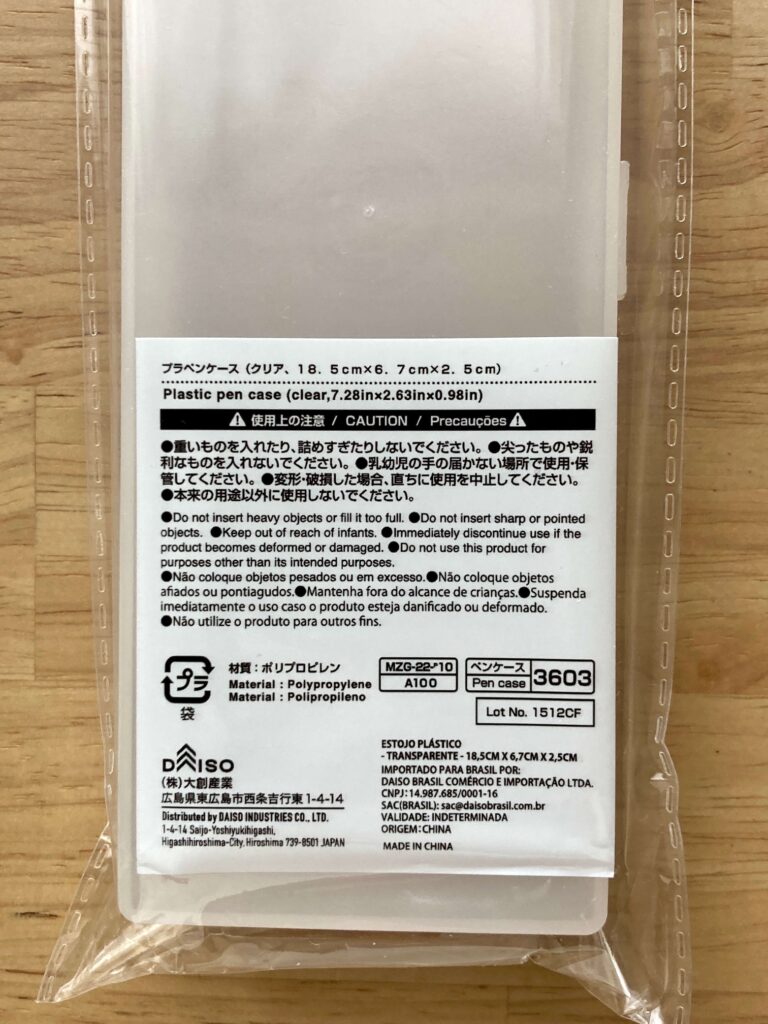 プラペンケース（クリア、18.5cm×6.7cm×2.5cm）
Plastic pen case (clear,7.28in×2.63in×0.98in)
使用上の注意 / CAUTION / Precauções
●重いものを入れたり、詰めすぎたりしないでください。●尖ったものや鋭
利なものを入れないでください。●乳幼児の手の届かない場所で使用・保
管してください。●変形・破損した場合、直ちに使用を中止してください。
●本来の用途以外に使用しないでください。
●Do not insert heavy objects or fill it too full. ●Do not insert sharp or pointed
objects. ●Keep out of reach of infants. ●Immediately discontinue use if the
product becomes deformed or damaged. ●Do not use this product for
purposes other than its intended purposes.
●Não coloque objetos pesados ou em excesso.●Não coloque objetos
afiados ou pontiagudos.●Mantenha fora do alcance de crianças.●Suspenda
imediatamente o uso caso o produto esteja danificado ou deformado.
●Não utilize o produto para outros fins.
プラ
袋
材質：ポリプロピレン
Material : Polypropylene
Material : Polipropileno
A100
ペンケース
Pen case
3603
Lot No. 1512CF
DAISO
(株)大創産業
広島県東広島市西条吉行東1-4-14
Distributed by DAISO INDUSTRIES CO., LTD.
1-4-14 Saijo-Yoshiyukihigashi,
Higashihiroshima-City, Hiroshima 739-8501 JAPAN
ESTOJO PLÁSTICO
- TRANSPARENTE - 18,5CM X 6,7CM X 2,5CM
IMPORTADO PARA BRASIL POR:
DAISO BRASIL COMÉRCIO E IMPORTAÇÃO LTDA.
CNPJ: 14.987.685/0001-16
SAC(BRASIL): sac@daisobrasil.com.br
VALIDADE: INDETERMINADA
ORIGEM: CHINA
MADE IN CHINA